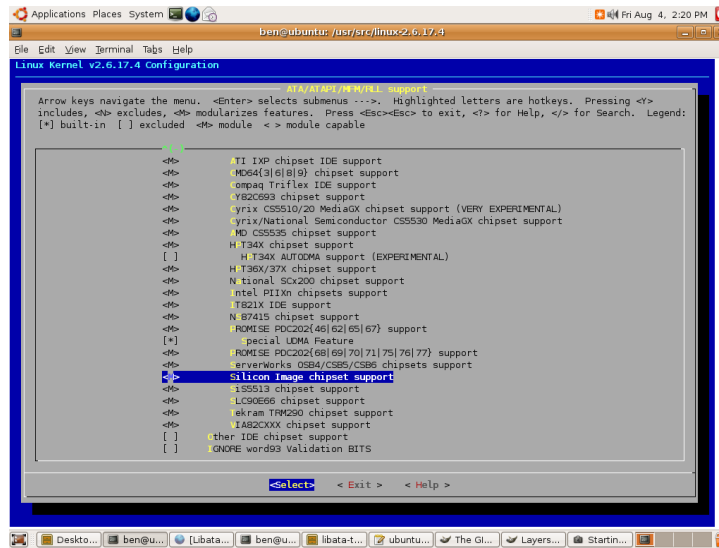 Applications Places System Fri Aug 4, 2:20 PM
ben@ubuntu: /usr/src/linux-2.6.17.4
File Edit View Terminal Tabs Help
Linux Kernel v2.6.17.4 Configuration
ATA/ATAPI/MFM/RLL support
Arrow keys navigate the menu. <Enter> selects submenus --->. Highlighted letters are hotkeys. Pressing <Y>
includes, <N> excludes, <M> modularizes features. Press <Esc><Esc> to exit, <?> for Help, </> for Search. Legend:
[*] built-in [ ] excluded <M> module < > module capable
<M> ATI IXP chipset IDE support
<M> CMD64{3|6|8|9} chipset support
<M> Compaq Triflex IDE support
<M> CY82C693 chipset support
<M> Cyrix CS5510/20 MediaGX chipset support (VERY EXPERIMENTAL)
<M> Cyrix/National Semiconductor CS5530 MediaGX chipset support
<M> AMD CS5535 chipset support
<M> HPT34X chipset support
[ ] HPT34X AUTODMA support (EXPERIMENTAL)
<M> HPT36X/37X chipset support
<M> National SCx200 chipset support
<M> Intel PIIXn chipsets support
<M> IT821X IDE support
<M> NS87415 chipset support
<M> PROMISE PDC202{46|62|65|67} support
[*] Special UDMA Feature
<M> PROMISE PDC202{68|69|70|71|75|76|77} support
<M> ServerWorks OSB4/CSB5/CSB6 chipsets support
<M> Silicon Image chipset support
<M> SiS5513 chipset support
<M> SLC90E66 chipset support
<M> Tekram TRM290 chipset support
<M> VIA82CXXX chipset support
[ ] Other IDE chipset support
[ ] IGNORE word93 Validation BITS
<Select> < Exit > < Help >
Deskto... ben@u... [Libata... ben@u... libata-t... ubuntu... The GI... Layers... Startin...